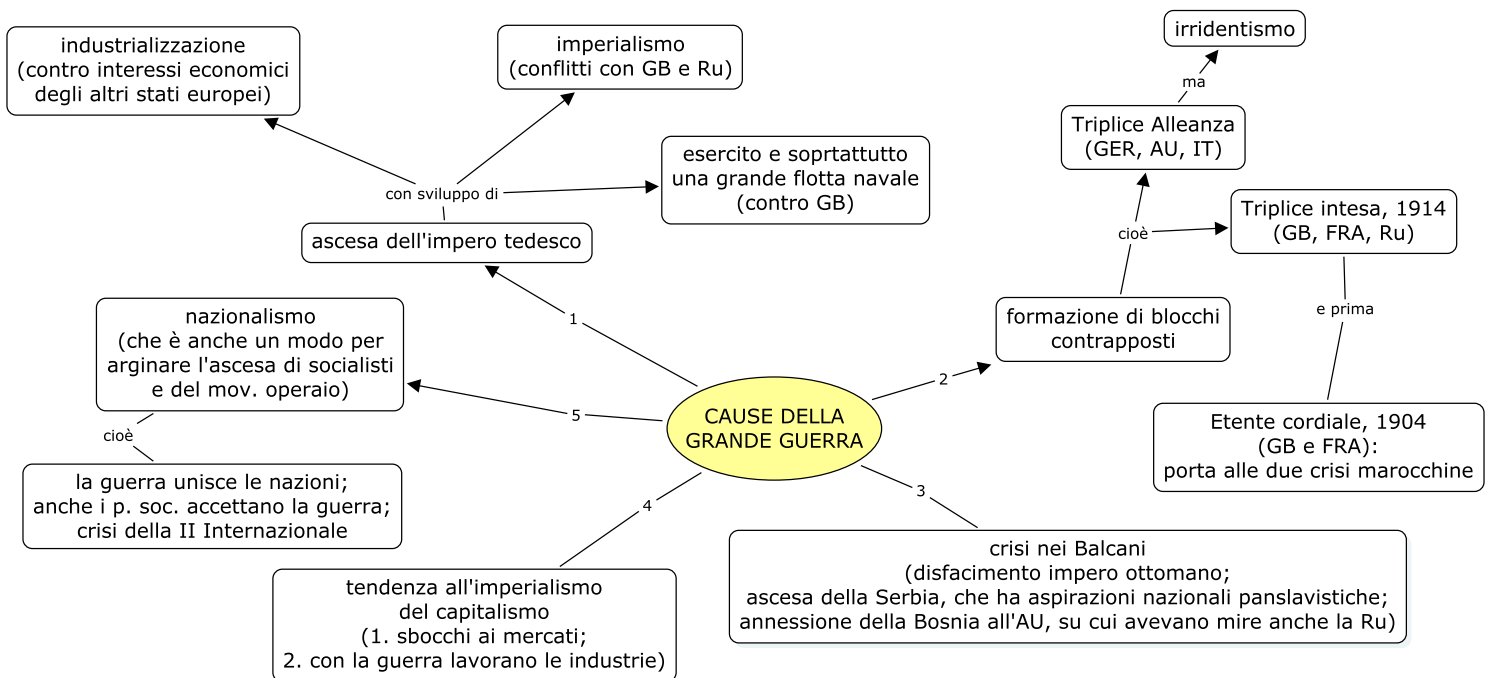 irridentismo
industrializzazione
(contro interessi economici
degli altri stati europei)
imperialismo
(conflitti con GB e Ru)
ma
Triplice Alleanza
(GER, AU, IT)
esercito e soprtattutto
una grande flotta navale
(contro GB)
con sviluppo di
Triplice intesa, 1914
(GB, FRA, Ru)
cioè
ascesa dell'impero tedesco
nazionalismo
(che è anche un modo per
arginare l'ascesa di socialisti
e del mov. operaio)
1
formazione di blocchi
contrapposti
e prima
2
5
CAUSE DELLA
GRANDE GUERRA
Etente cordiale, 1904
(GB e FRA):
porta alle due crisi marocchine
cioè
la guerra unisce le nazioni;
anche i p. soc. accettano la guerra;
crisi della II Internazionale
4
3
crisi nei Balcani
(disfacimento impero ottomano;
ascesa della Serbia, che ha aspirazioni nazionali panslavistiche;
annessione della Bosnia all'AU, su cui avevano mire anche la Ru)
tendenza all'imperialismo
del capitalismo
(1. sbocchi ai mercati;
2. con la guerra lavorano le industrie)